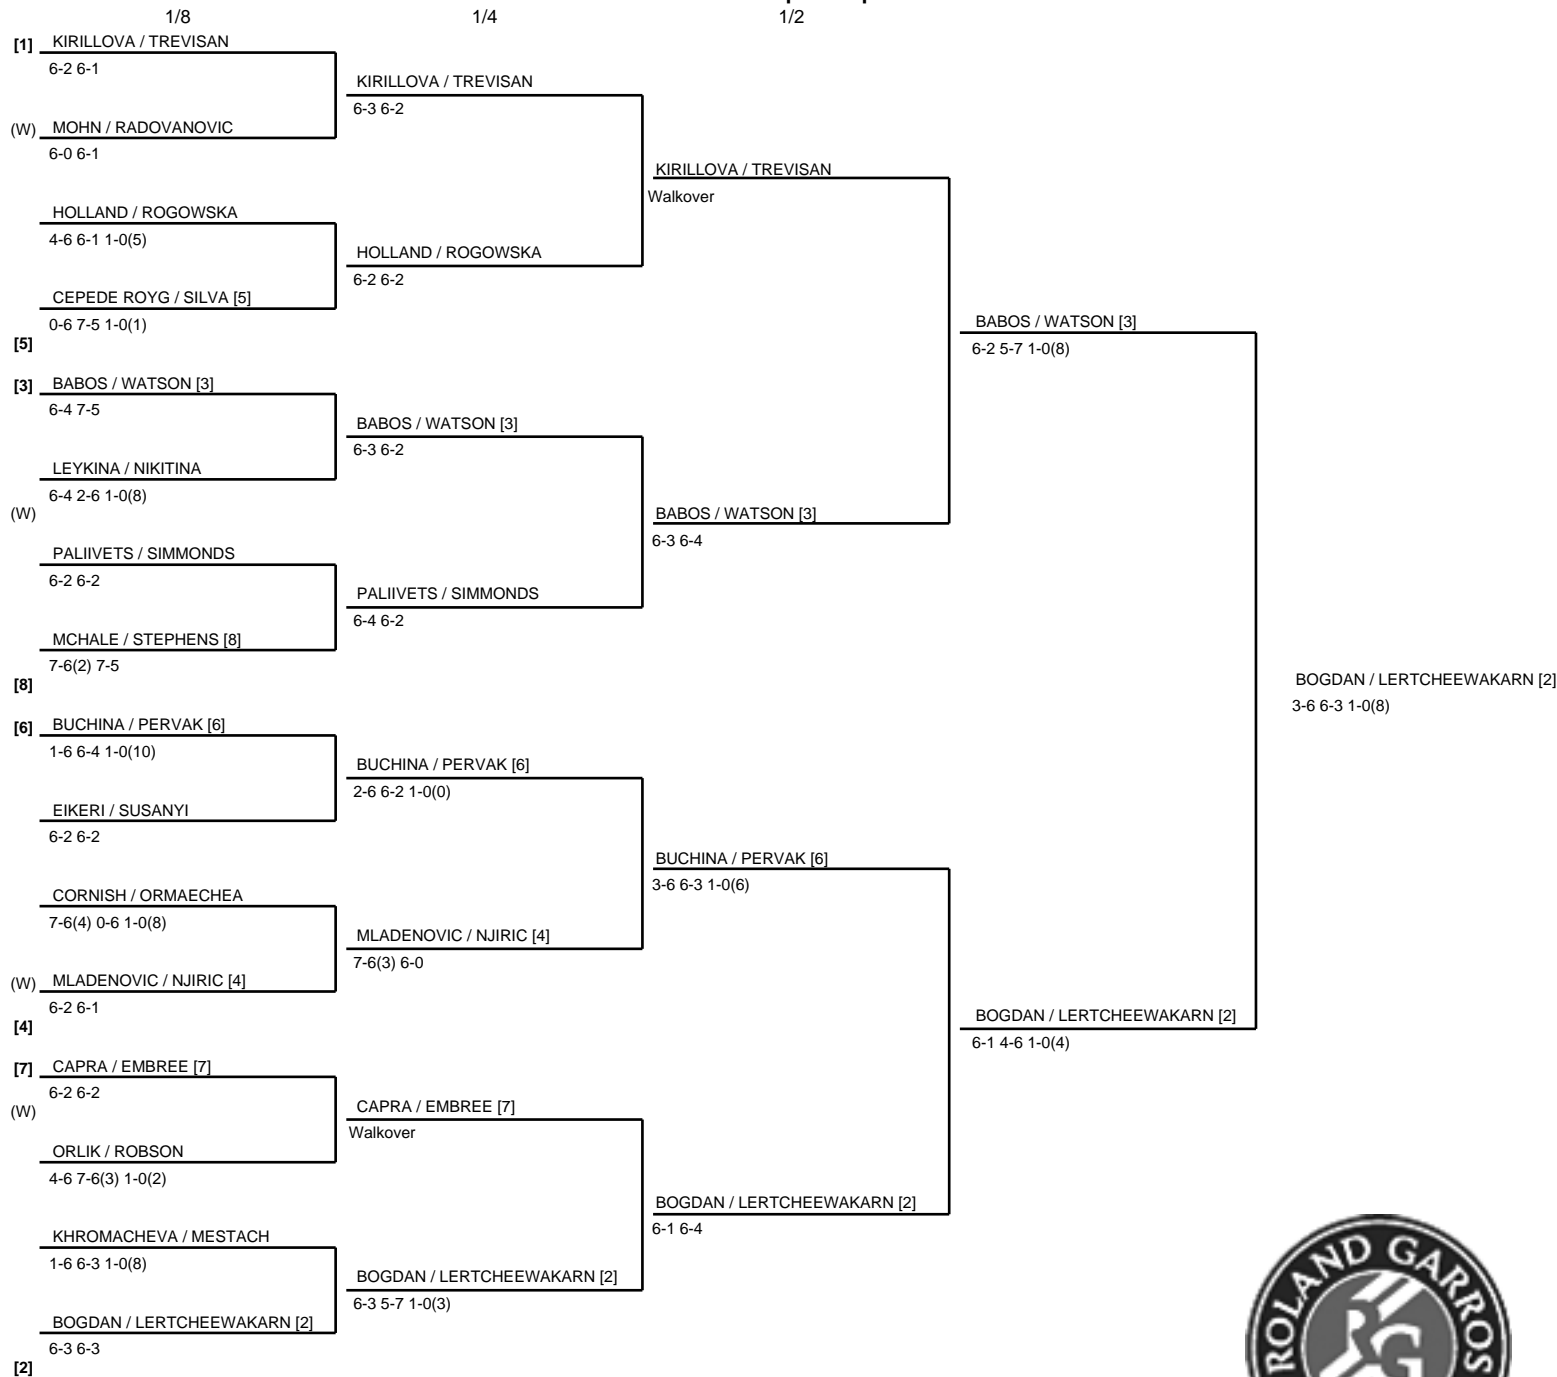 1/8
1/4
1/2
[1] KIRILLOVA / TREVISAN
6-2 6-1
KIRILLOVA / TREVISAN
6-3 6-2
(W) MOHN / RADOVANOVIC
6-0 6-1
KIRILLOVA / TREVISAN
Walkover
HOLLAND / ROGOWSKA
4-6 6-1 1-0(5)
HOLLAND / ROGOWSKA
6-2 6-2
CEPEDE ROYG / SILVA [5]
0-6 7-5 1-0(1)
BABOS / WATSON [3]
6-2 5-7 1-0(8)
[5]
[3] BABOS / WATSON [3]
6-4 7-5
BABOS / WATSON [3]
6-3 6-2
LEYKINA / NIKITINA
6-4 2-6 1-0(8)
(W)
BABOS / WATSON [3]
6-3 6-4
PALIIVETS / SIMMONDS
6-2 6-2
PALIIVETS / SIMMONDS
6-4 6-2
MCHALE / STEPHENS [8]
7-6(2) 7-5
[8]
BOGDAN / LERTCHEEWAKARN [2]
3-6 6-3 1-0(8)
[6] BUCHINA / PERVAK [6]
1-6 6-4 1-0(10)
BUCHINA / PERVAK [6]
2-6 6-2 1-0(0)
EIKERI / SUSANYI
6-2 6-2
BUCHINA / PERVAK [6]
3-6 6-3 1-0(6)
CORNISH / ORMAECHEA
7-6(4) 0-6 1-0(8)
MLADENOVIC / NJIRIC [4]
7-6(3) 6-0
(W) MLADENOVIC / NJIRIC [4]
6-2 6-1
[4]
BOGDAN / LERTCHEEWAKARN [2]
6-1 4-6 1-0(4)
[7] CAPRA / EMBREE [7]
6-2 6-2
(W)
CAPRA / EMBREE [7]
Walkover
ORLIK / ROBSON
4-6 7-6(3) 1-0(2)
BOGDAN / LERTCHEEWAKARN [2]
6-1 6-4
KHROMACHEVA / MESTACH
1-6 6-3 1-0(8)
BOGDAN / LERTCHEEWAKARN [2]
6-3 5-7 1-0(3)
BOGDAN / LERTCHEEWAKARN [2]
6-3 6-3
[2]
ROLAND GARROS
RG